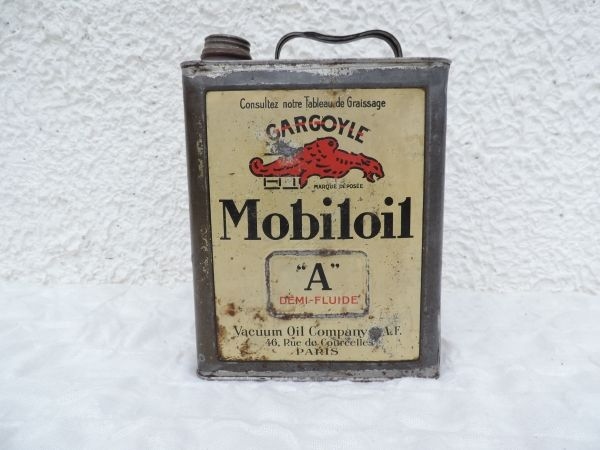 Consultez notre Tableau de Graissage
GARGOYLE
MARQUE DÉPOSÉE
Mobiloil
"A"
DEMI-FLUIDE
Vacuum Oil Company A.F.
46, Rue de Courcelles
PARIS